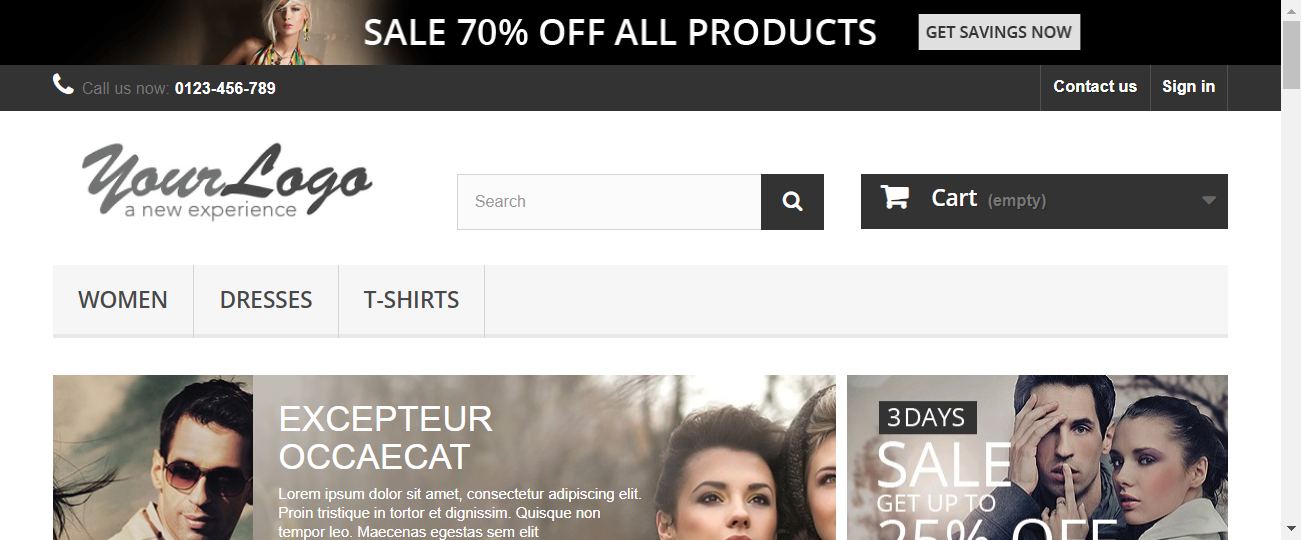 SALE 70% OFF ALL PRODUCTS
GET SAVINGS NOW
Call us now: 0123-456-789
Contact us
Sign in
YourLogo
a new experience
Search
Cart (empty)
WOMEN
DRESSES
T-SHIRTS
EXCEPTEUR
OCCAECAT
Lorem ipsum dolor sit amet, consectetur adipiscing elit.
Proin tristique in tortor et dignissim. Quisque non
tempor leo. Maecenas egestas sem elit
3 DAYS
SALE
GET UP TO
25% OFF